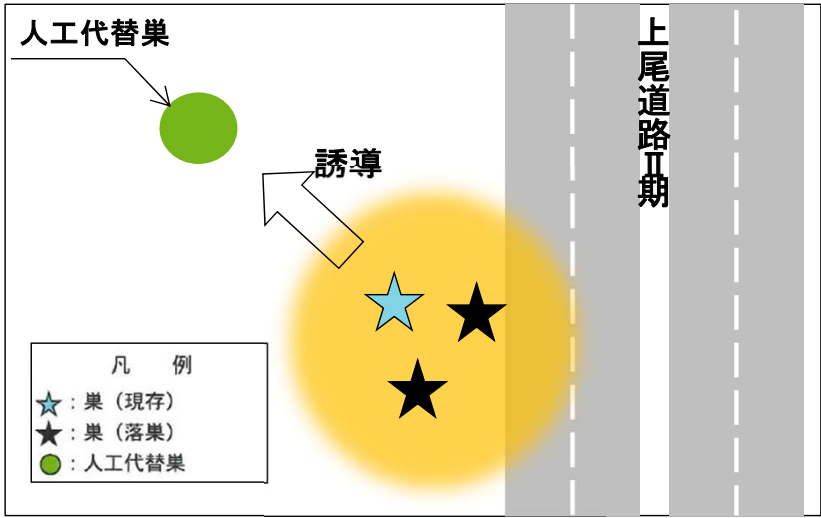 人工代替巣
上尾道路Ⅱ期
誘導
凡　例
：巣（現存）
：巣（落巣）
：人工代替巣